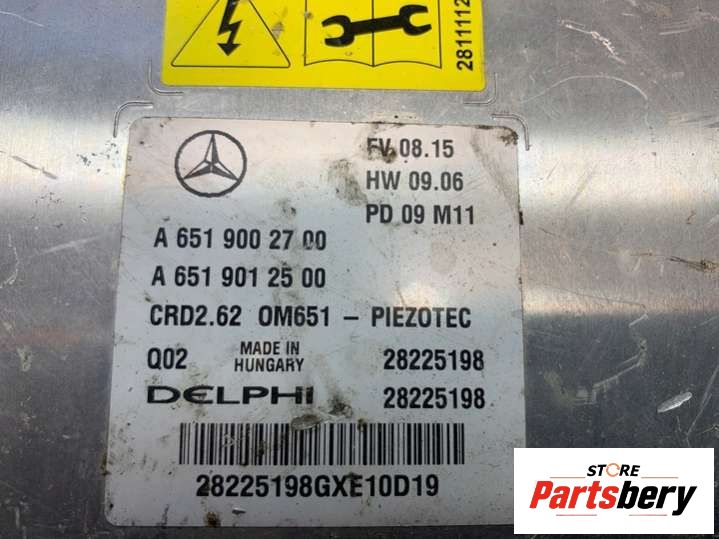 28111112
FV 08.15
HW 09.06
PD 09 M11
A 651 900 27 00
A 651 901 25 00
CRD2.62 OM651 - PIEZOTEC
Q02 MADE IN HUNGARY 28225198
DELPHI 28225198
28225198GXE10D19
STORE
Partsbery